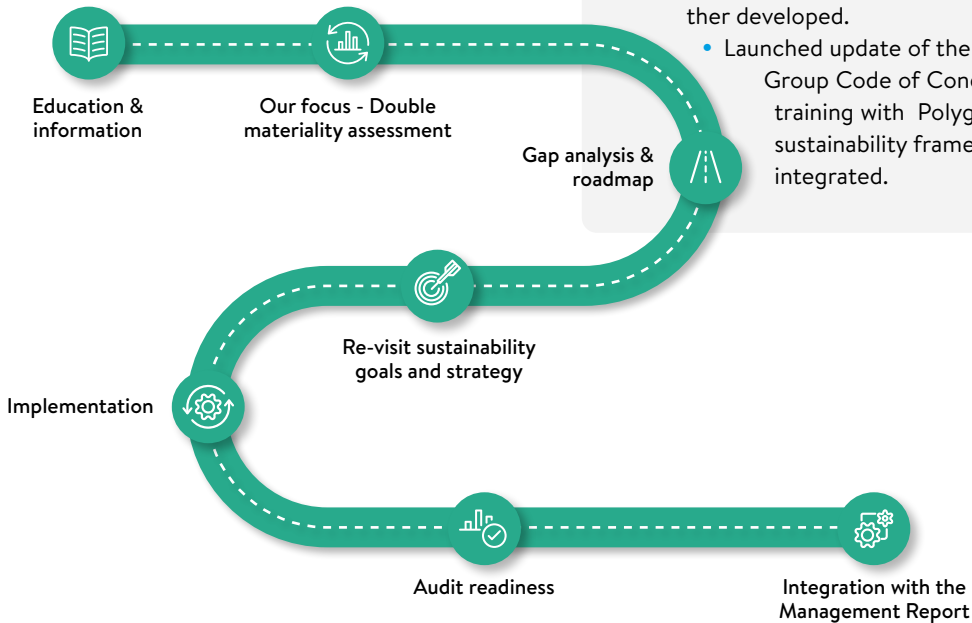 ther developed.
• Launched update of the
Group Code of Con
training with Polyg
sustainability frame
integrated.
Education &
information
Our focus - Double
materiality assessment
Gap analysis &
roadmap
Re-visit sustainability
goals and strategy
Implementation
Audit readiness
Integration with the
Management Report